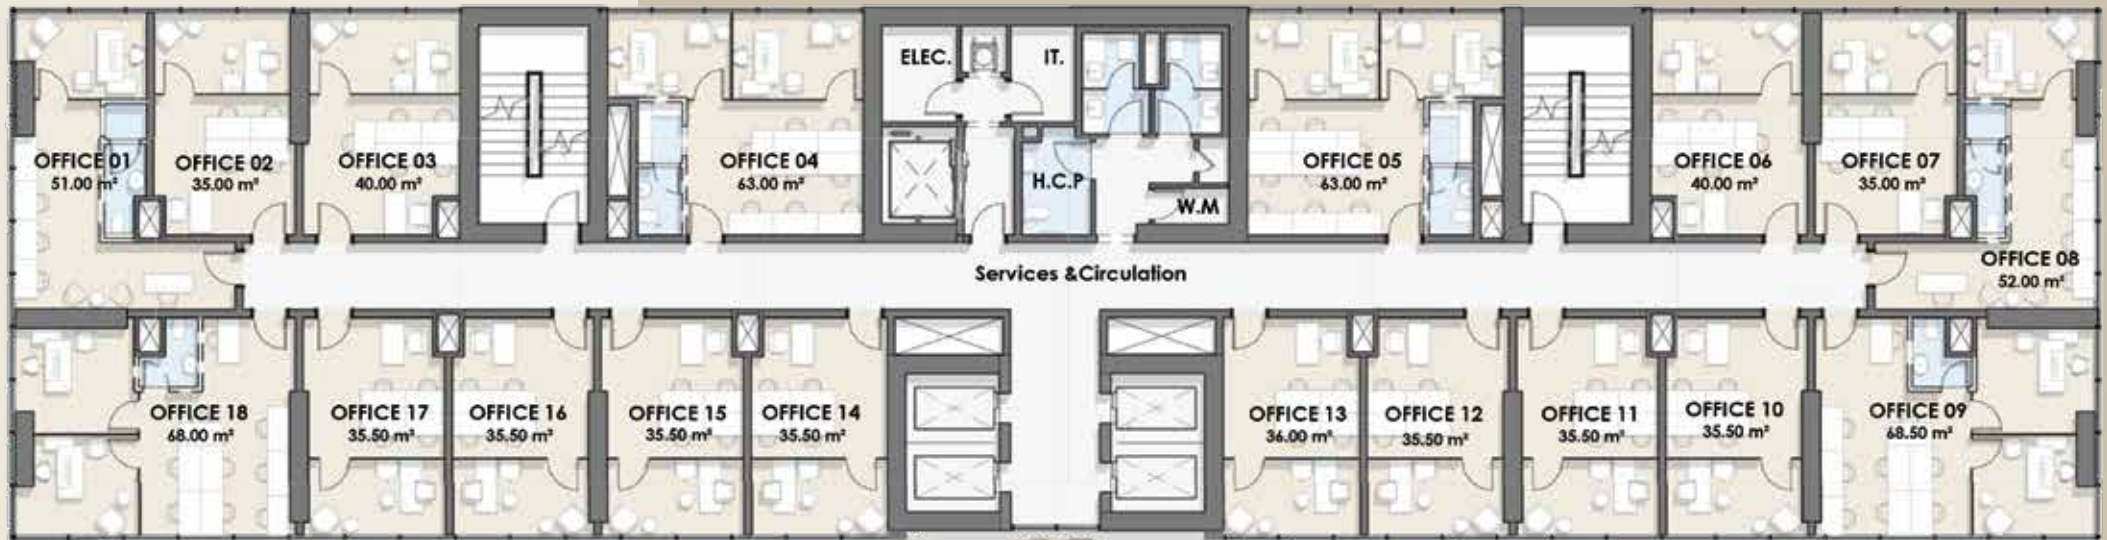 ELEC.
IT.
OFFICE 01
51.00 m²
OFFICE 02
35.00 m²
OFFICE 03
40.00 m²
OFFICE 04
63.00 m²
H.C.P
W.M
OFFICE 05
63.00 m²
OFFICE 06
40.00 m²
OFFICE 07
35.00 m²
OFFICE 08
52.00 m²
Services &Circulation
OFFICE 18
68.00 m²
OFFICE 17
35.50 m²
OFFICE 16
35.50 m²
OFFICE 15
35.50 m²
OFFICE 14
35.50 m²
OFFICE 13
36.00 m²
OFFICE 12
35.50 m²
OFFICE 11
35.50 m²
OFFICE 10
35.50 m²
OFFICE 09
68.50 m²